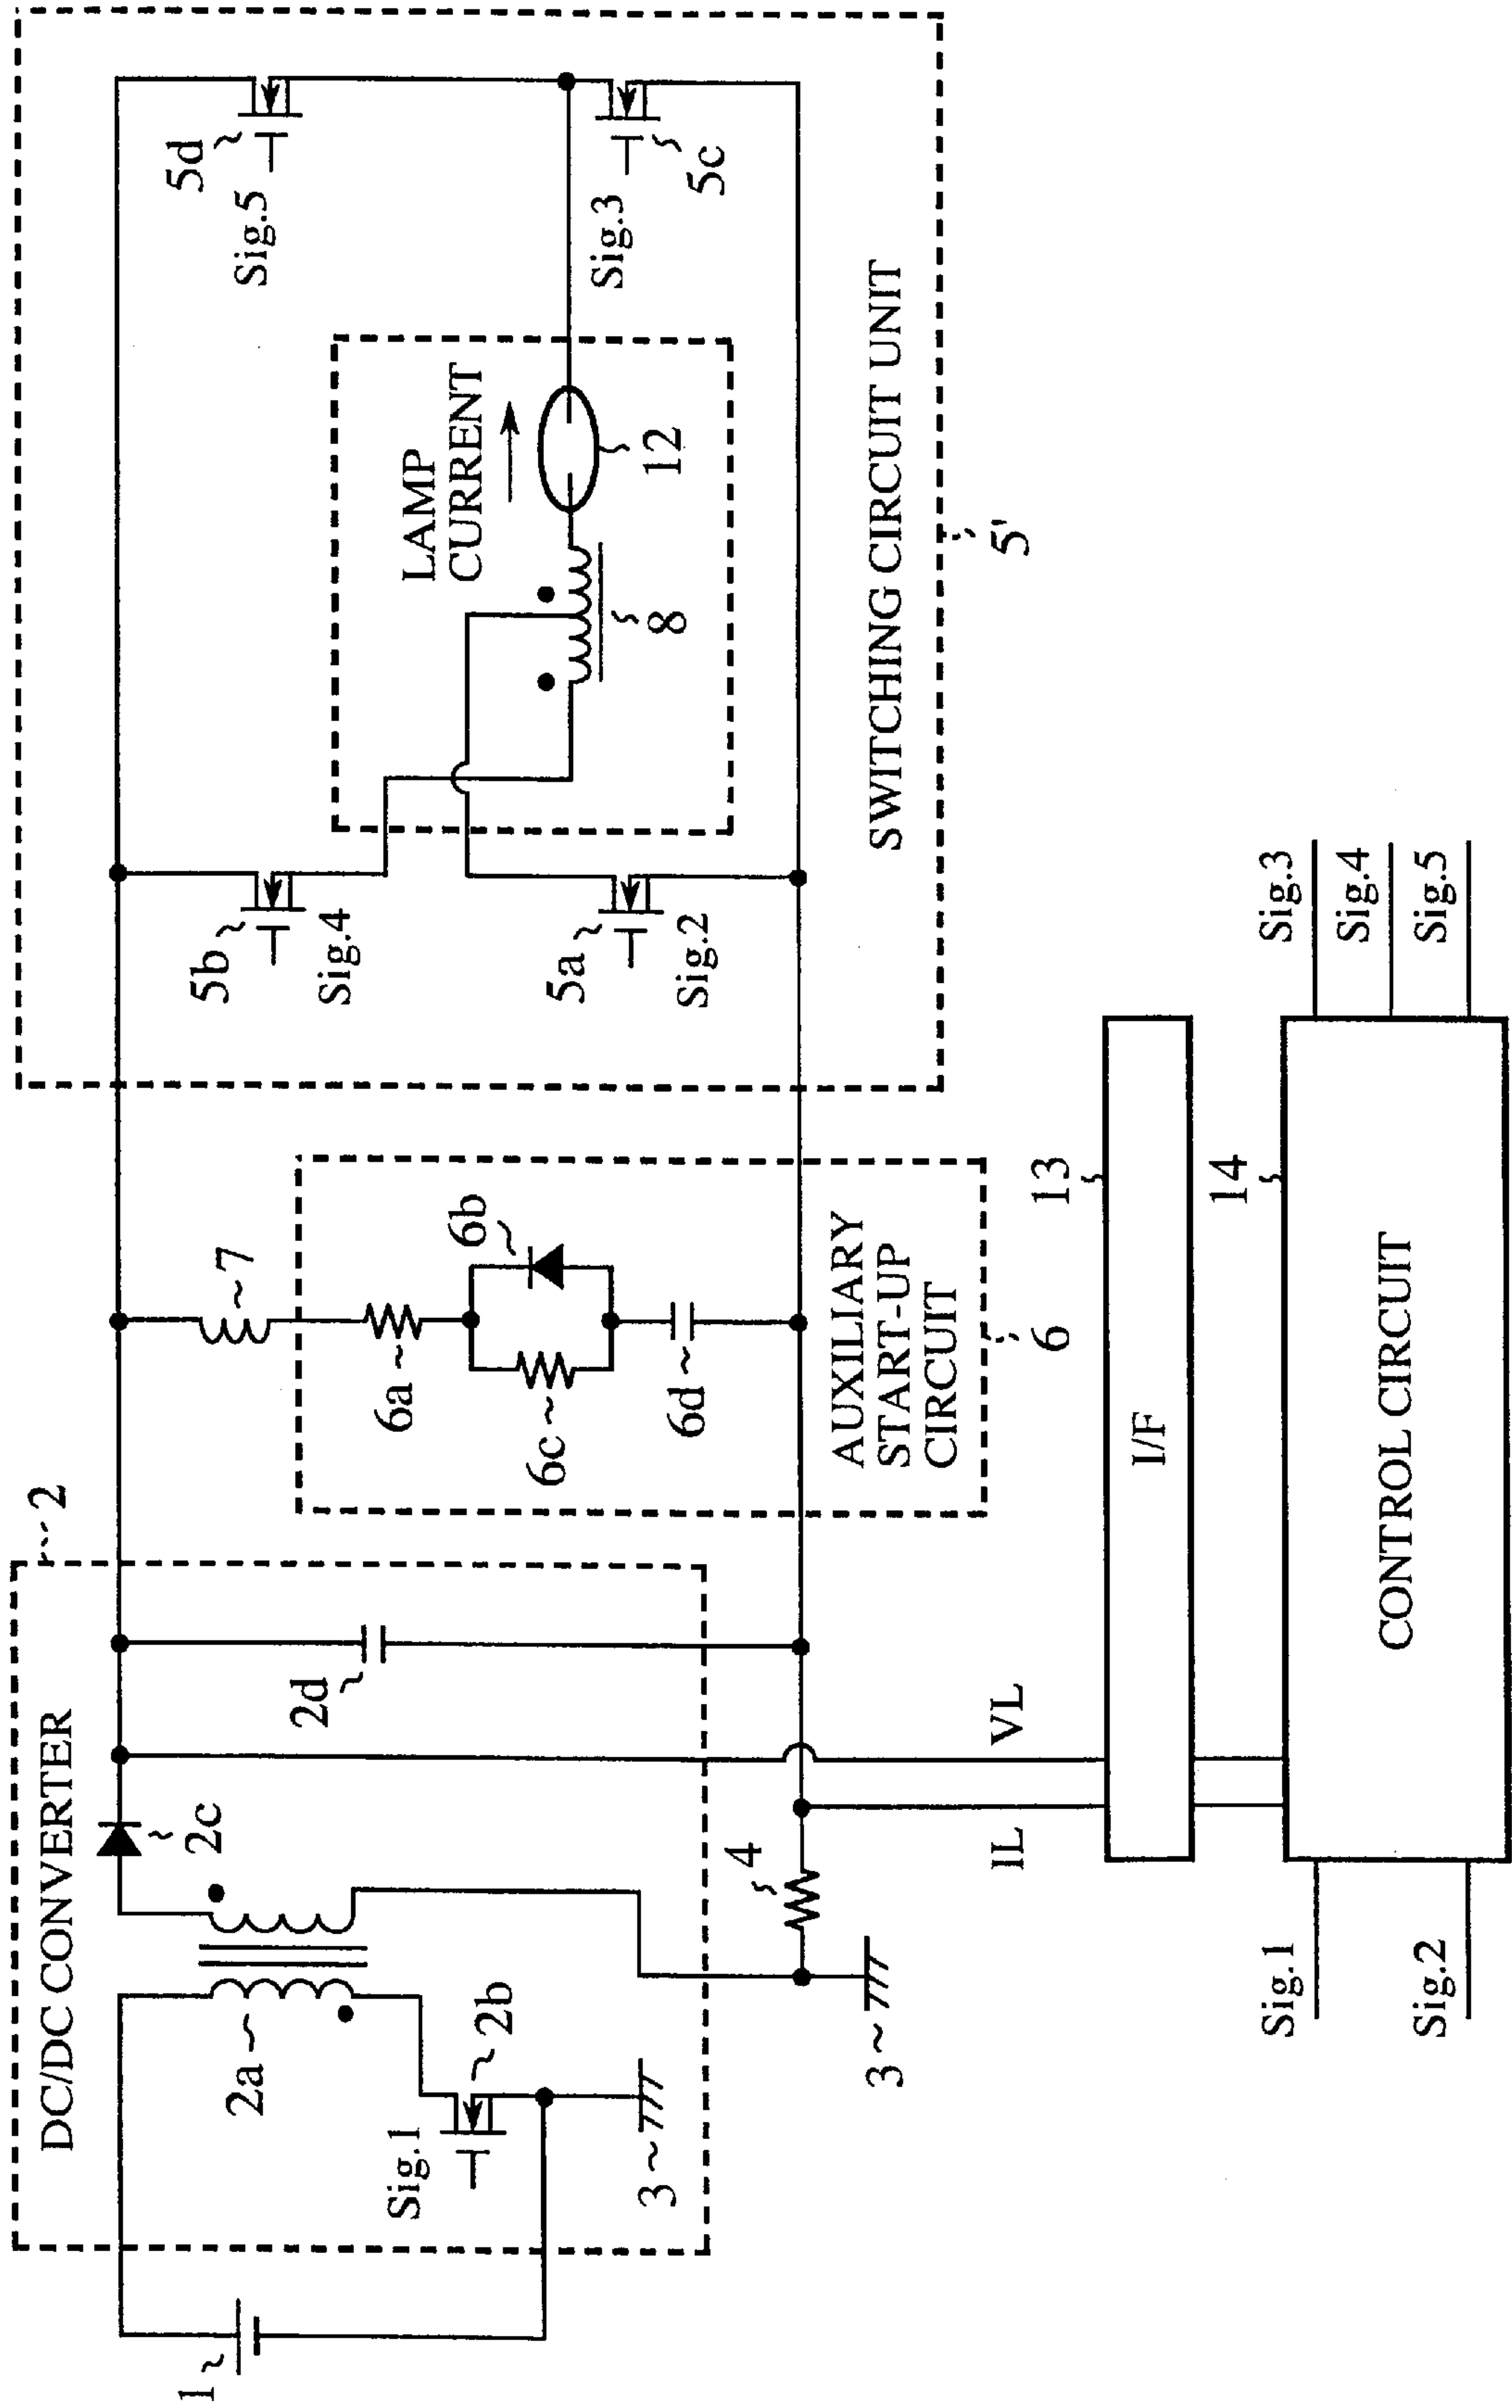 DC/DC CONVERTER
2
1
2a
Sig.1
2b
3
2c
2d
4
3
IL
VL
7
6a
6b
6c
6d
AUXILIARY
START-UP
CIRCUIT
6
5b
Sig.4
5a
Sig.2
LAMP
CURRENT
12
8
5d
Sig.5
Sig.3
5c
SWITCHING CIRCUIT UNIT
5'
13
I/F
14
CONTROL CIRCUIT
Sig.1
Sig.2
Sig.3
Sig.4
Sig.5